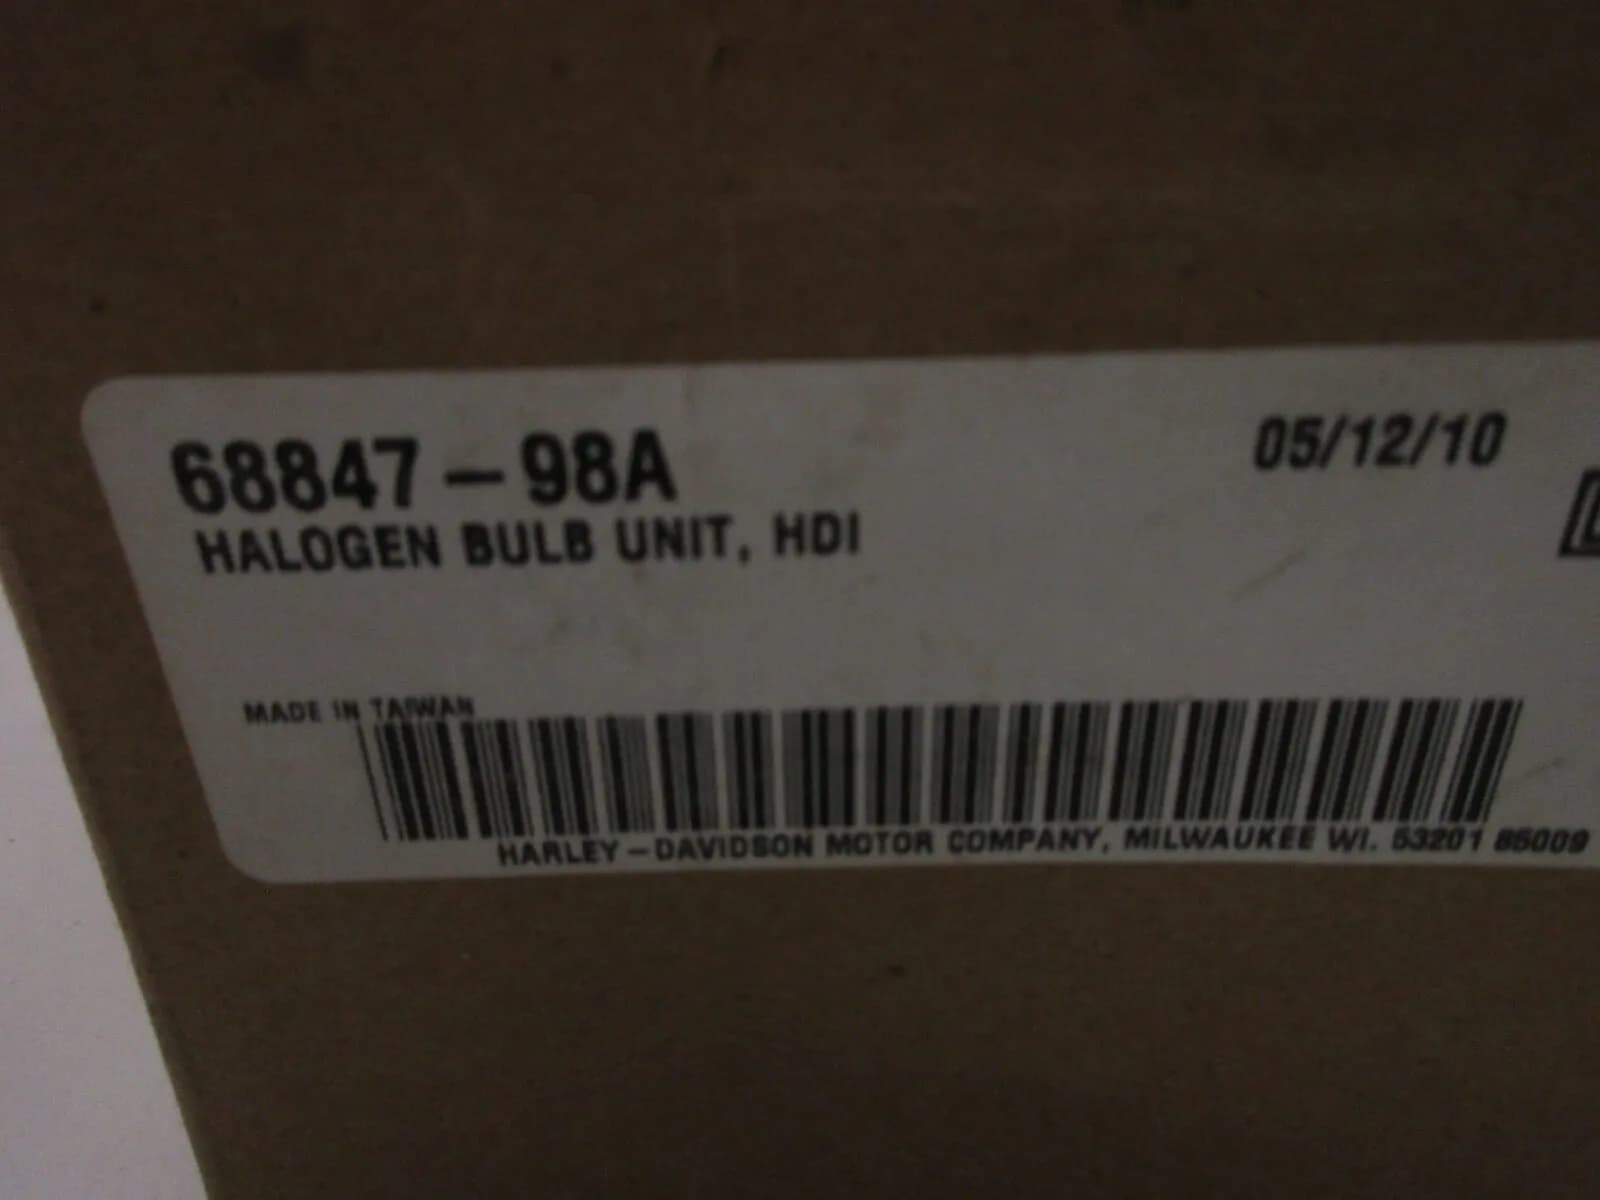 68847-98A 05/12/10
HALOGEN BULB UNIT, HDI
MADE IN TAIWAN
HARLEY-DAVIDSON MOTOR COMPANY, MILWAUKEE WI. 53201 85009